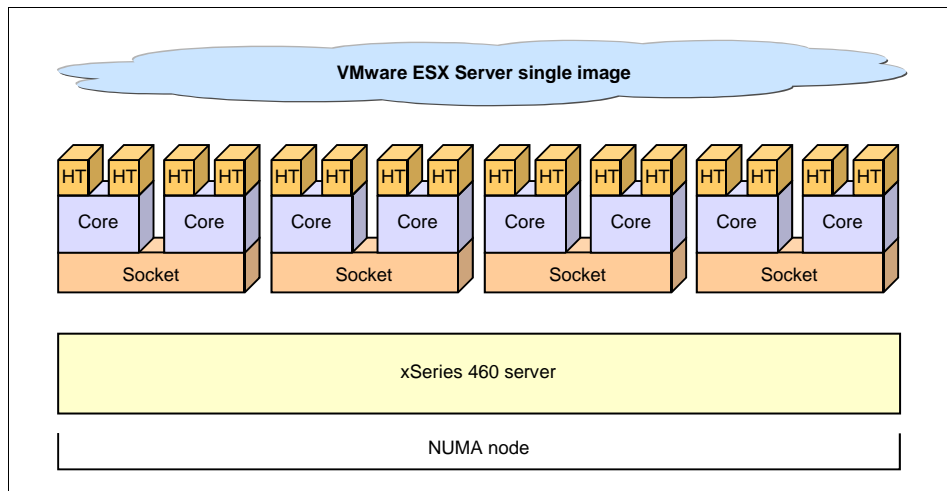 VMware ESX Server single image
HT HT HT HT HT HT HT HT HT HT HT HT HT HT HT HT
Core Core Core Core Core Core Core Core
Socket Socket Socket Socket
xSeries 460 server
NUMA node